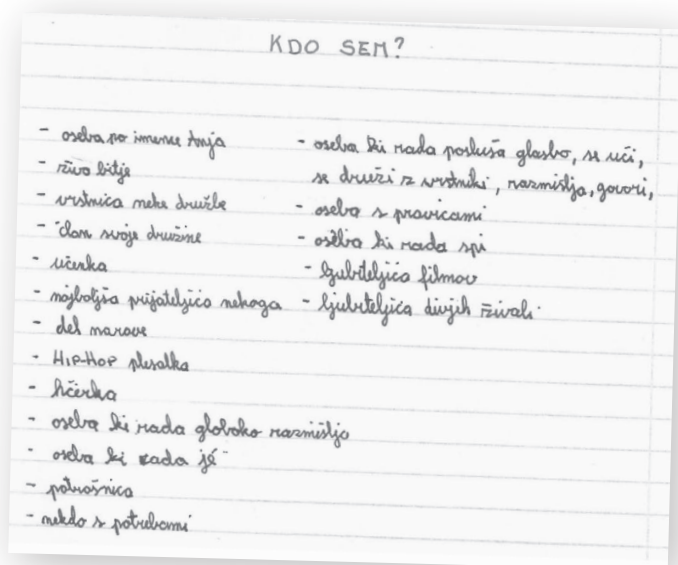 KDO SEM?
- oseba po imenu Anja
- živo bitje
- vrstnica neke družbe
- član svoje družine
- učenka
- najboljša prijateljica nekoga
- del narave
- HIP-HOP plesalka
- hčerka
- oseba ki rada globoko razmišlja
- oseba ki rada jé
- potrošnica
- nekdo s potrebami
- oseba ki rada posluša glasbo, se uči,
se druži z vrstniki, razmišlja, govori,
- oseba s pravicami
- oseba ki rada spi
- ljubiteljica filmov
- ljubiteljica divjih živali